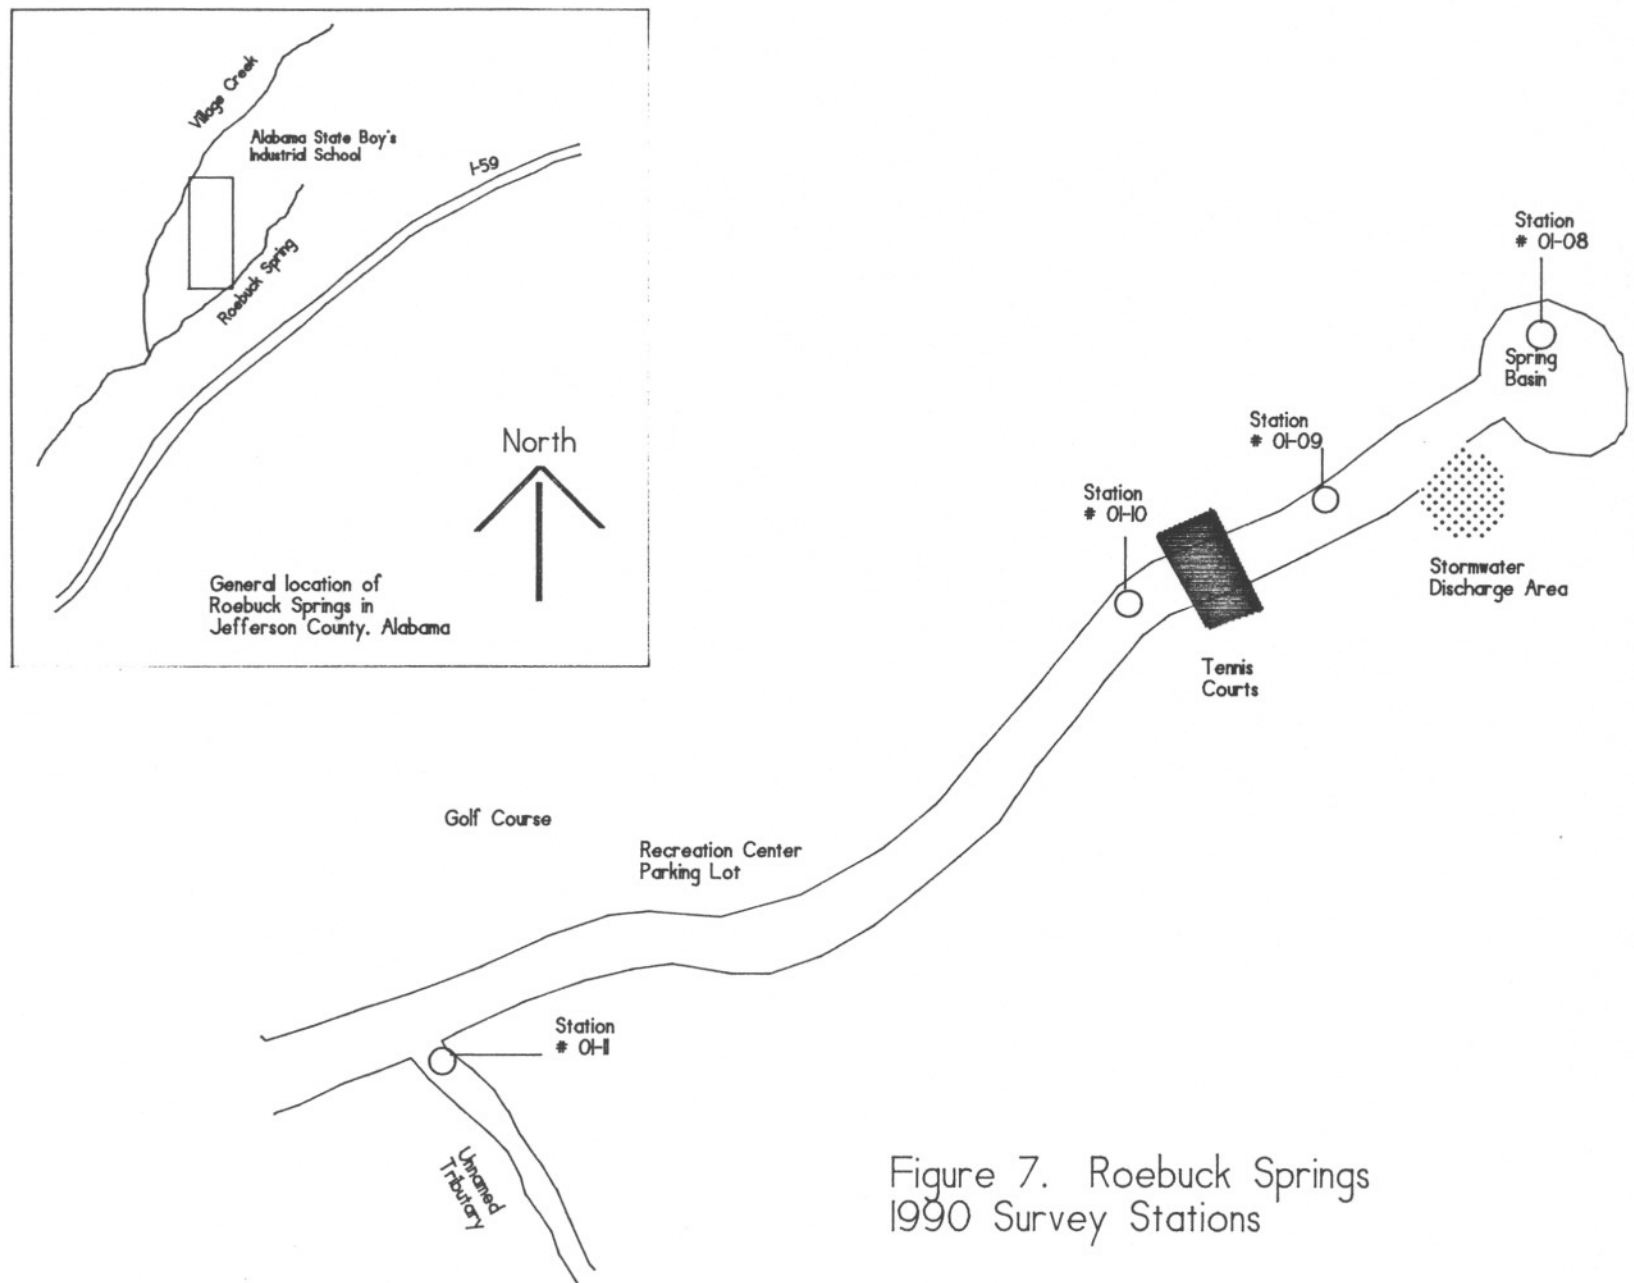 Village Creek
Alabama State Boy's
Industrial School
I-59
Roebuck Spring
North
General location of
Roebuck Springs in
Jefferson County, Alabama
Station
# 01-08
Spring
Basin
Station
# 01-09
Station
# 01-10
Stormwater
Discharge Area
Tennis
Courts
Golf Course
Recreation Center
Parking Lot
Station
# 01-11
Unnamed
Tributary
Figure 7. Roebuck Springs
1990 Survey Stations